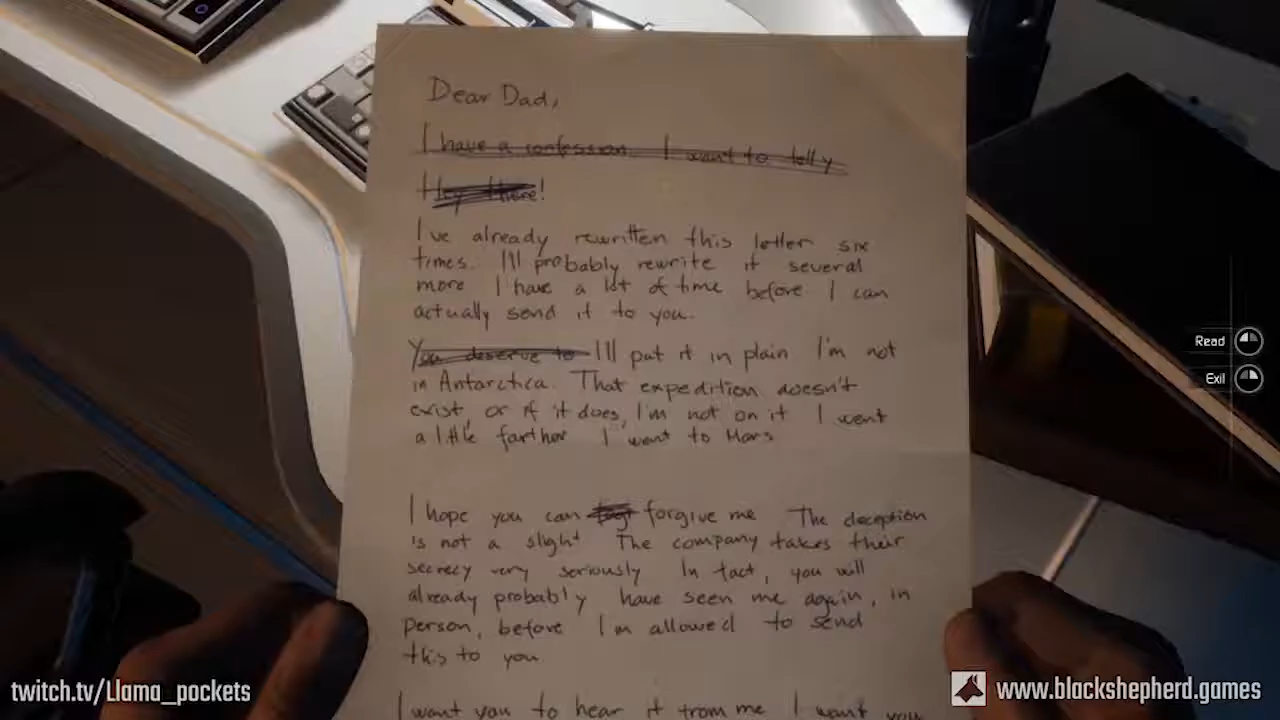 Dear Dad,
I have a confession I want to tell y
Hey there!
I've already rewritten this letter six
times. I'll probably rewrite it several
more I have a lot of time before I can
actually send it to you.
You deserve to I'll put it in plain I'm not
in Antarctica. That expedition doesn't
exist, or if it does, I'm not on it I went
a little farther I went to Mars
I hope you can forgive me The deception
is not a slight The company takes their
secrecy very seriously In fact, you will
already probably have seen me again, in
person, before I'm allowed to send
this to you
I want you to hear it from me I want you
Read
Exit
twitch.tv/Llama_pockets
www.blackshepherd.games